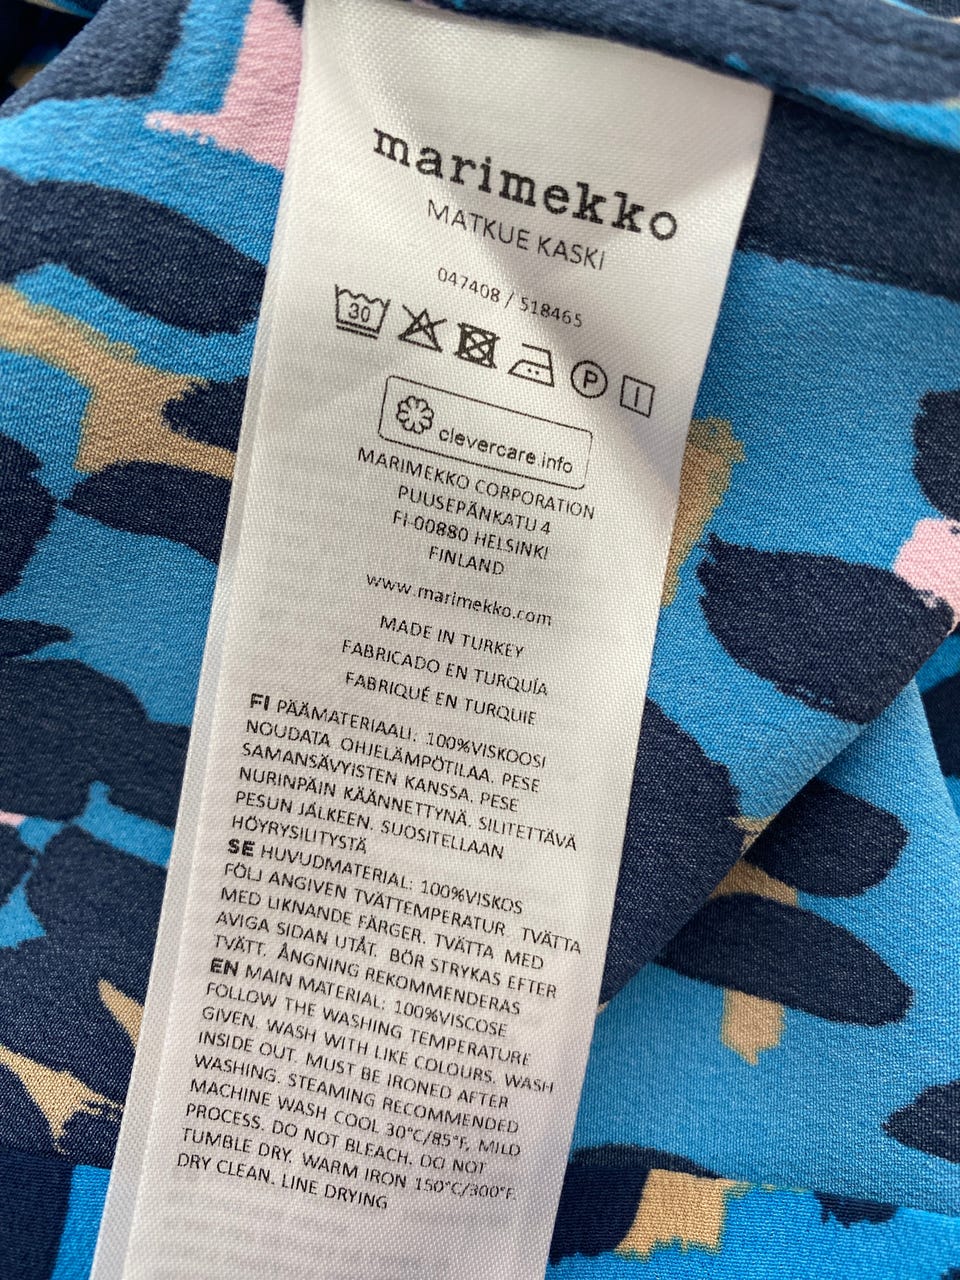 marimekko
MATKUE KASKI
047408 / 518465
30
P
clevercare.info
MARIMEKKO CORPORATION
PUUSEPÄNKATU 4
FI-00880 HELSINKI
FINLAND
www.marimekko.com
MADE IN TURKEY
FABRICADO EN TURQUÍA
FABRIQUÉ EN TURQUIE
FI PÄÄMATERIAALI: 100%VISKOOSI
NOUDATA OHJELÄMPÖTILAA. PESE
SAMANSÄVYISTEN KANSSA. PESE
NURINPÄIN KÄÄNNETTYNÄ. SILITETTÄVÄ
PESUN JÄLKEEN. SUOSITELLAAN
HÖYRYSILITYSTÄ
SE HUVUDMATERIAL: 100%VISKOS
FÖLJ ANGIVEN TVÄTTEMPERATUR TVÄTTA
MED LIKNANDE FÄRGER. TVÄTTA MED
AVIGA SIDAN UTÅT. BÖR STRYKAS EFTER
TVÄTT. ÅNGNING REKOMMENDERAS
EN MAIN MATERIAL: 100%VISCOSE
FOLLOW THE WASHING TEMPERATURE
GIVEN. WASH WITH LIKE COLOURS. WASH
INSIDE OUT. MUST BE IRONED AFTER
WASHING. STEAMING RECOMMENDED
MACHINE WASH COOL 30°C/85°F, MILD
PROCESS. DO NOT BLEACH. DO NOT
TUMBLE DRY. WARM IRON 150°C/300°F.
DRY CLEAN. LINE DRYING